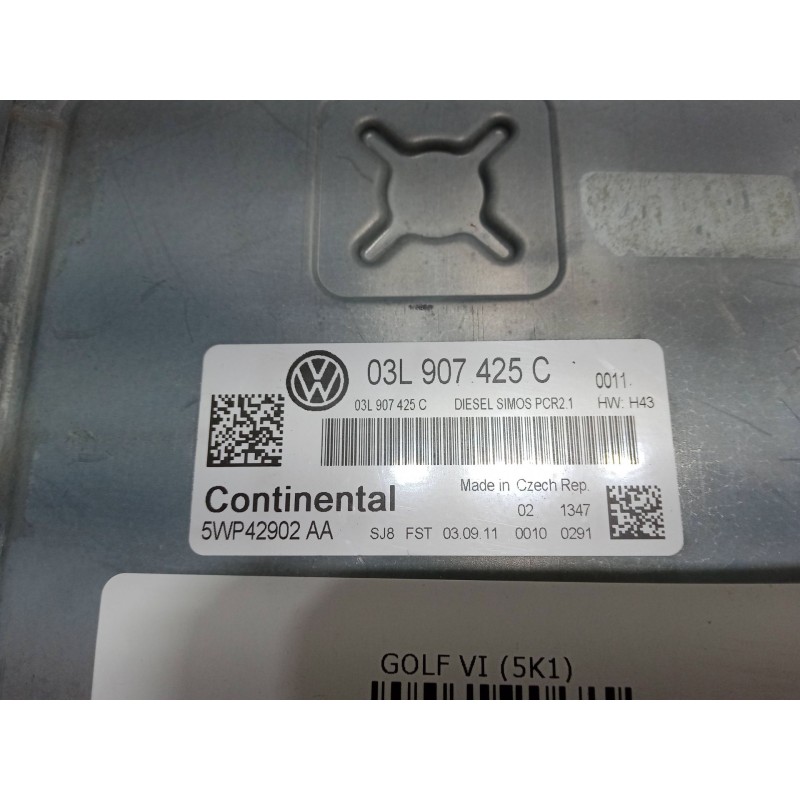 03L 907 425 C 0011.
03L 907 425 C DIESEL SIMOS PCR2.1 HW: H43
Continental Made in Czech Rep.
02 1347
5WP42902 AA SJ8 FST 03.09.11 0010 0291
GOLF VI (5K1)